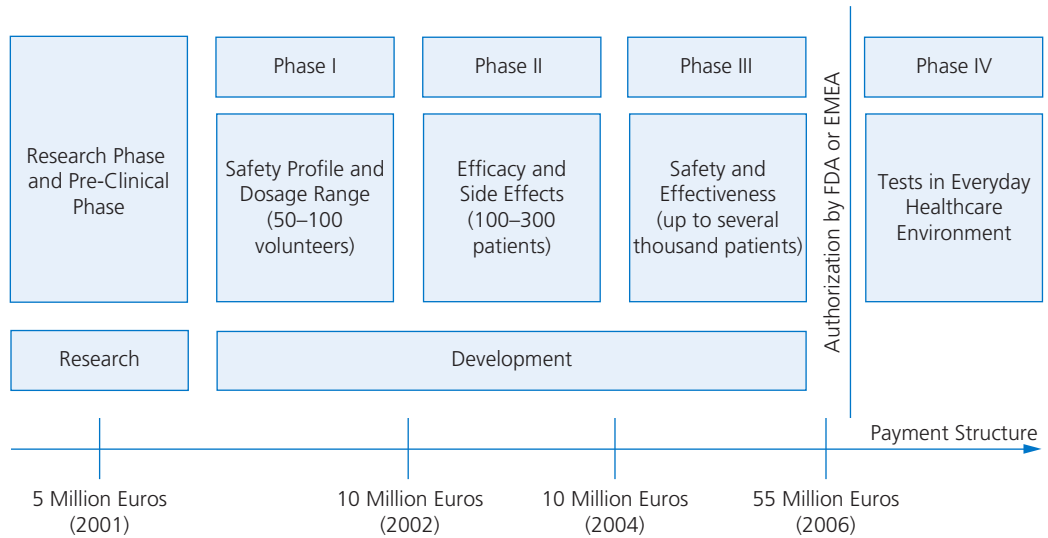 Research Phase
and Pre-Clinical
Phase
Phase I
Safety Profile and
Dosage Range
(50–100
volunteers)
Phase II
Efficacy and
Side Effects
(100–300
patients)
Phase III
Safety and
Effectiveness
(up to several
thousand patients)
Authorization by FDA or EMEA
Phase IV
Tests in Everyday
Healthcare
Environment
Research
Development
Payment Structure
5 Million Euros
(2001)
10 Million Euros
(2002)
10 Million Euros
(2004)
55 Million Euros
(2006)